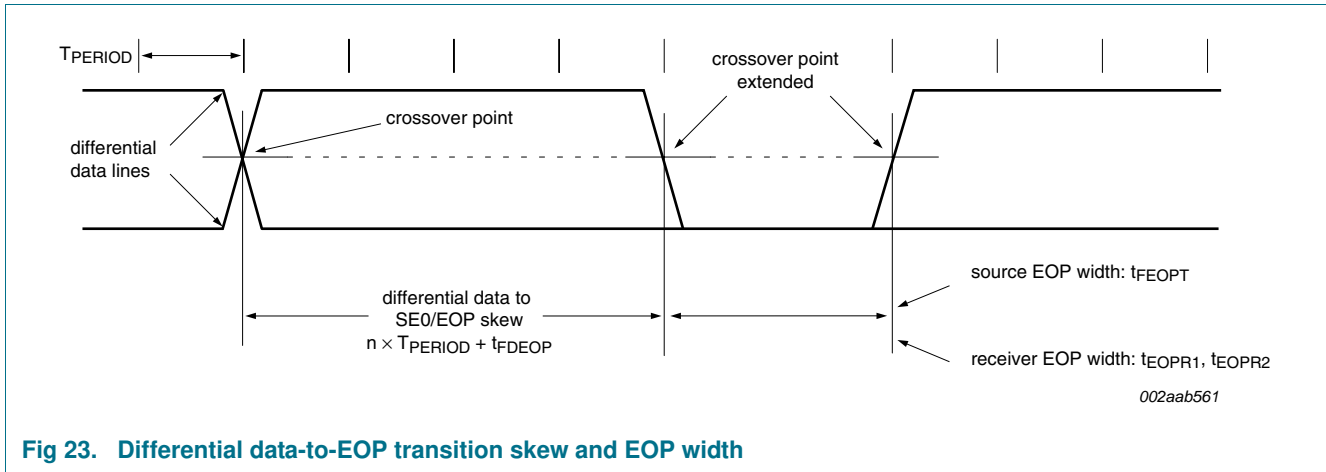 TPERIOD
crossover point
extended
crossover point
differential
data lines
source EOP width: tFEOPT
differential data to
SE0/EOP skew
n × TPERIOD + tFDEOP
receiver EOP width: tEOPR1, tEOPR2
002aab561
Fig 23. Differential data-to-EOP transition skew and EOP width